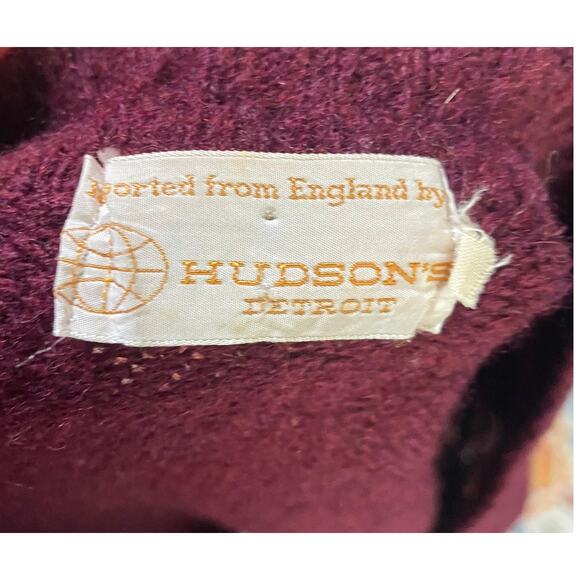 ported from England by
HUDSON'S
DETROIT